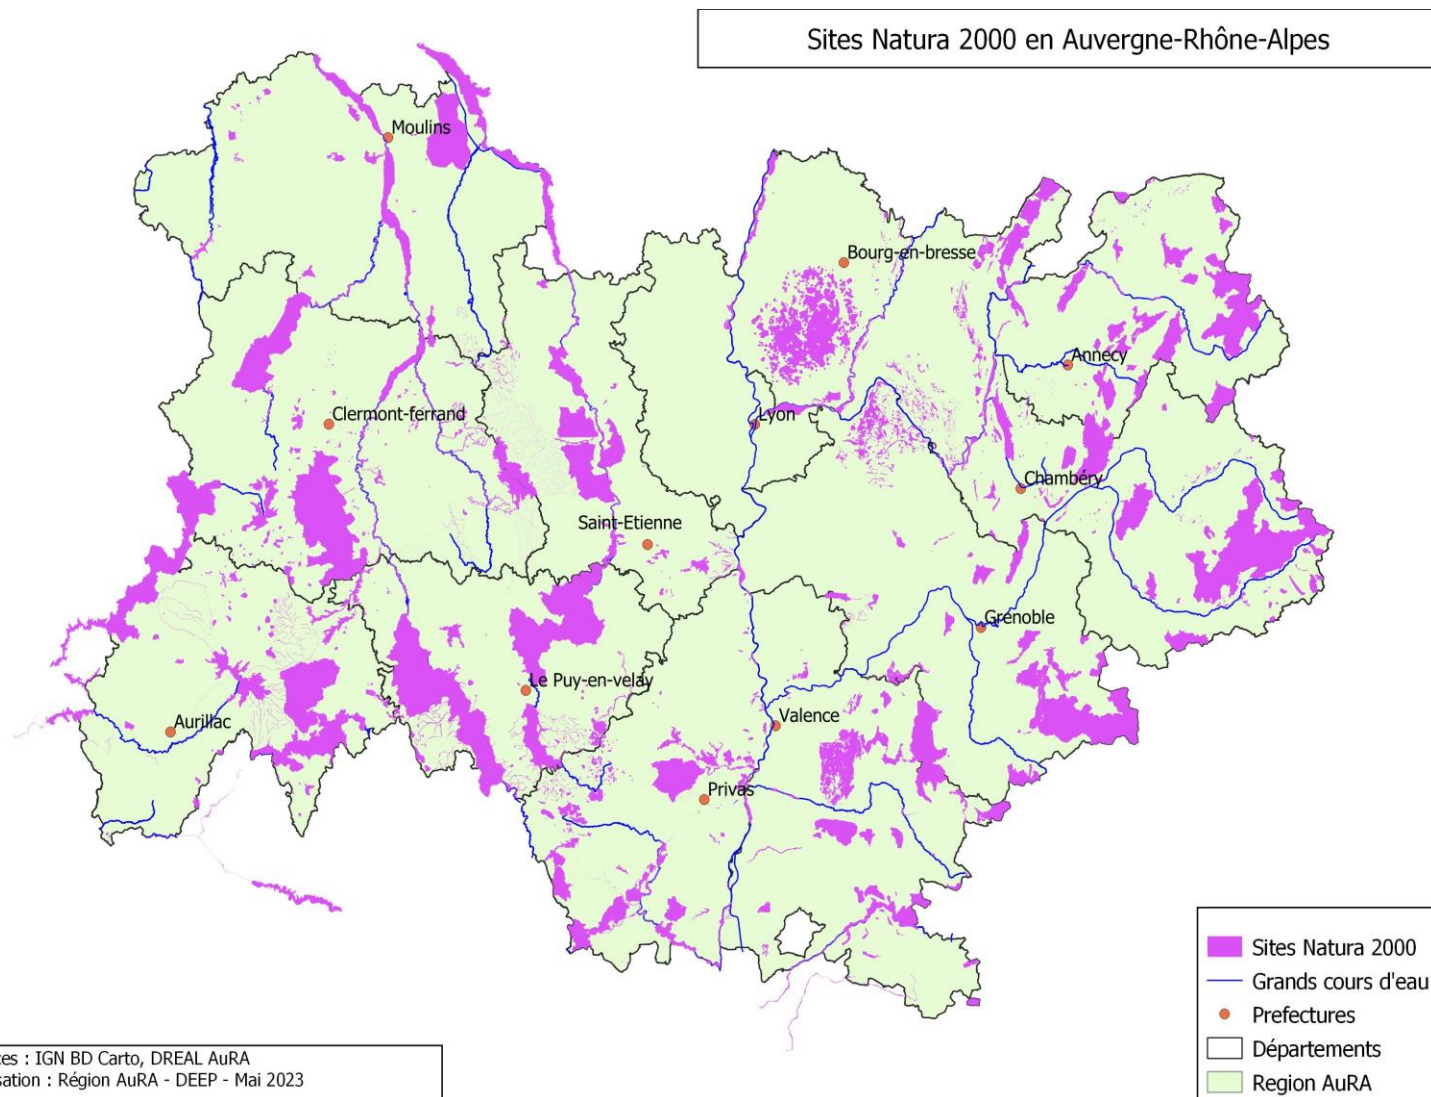 Sites Natura 2000 en Auvergne-Rhône-Alpes
Moulins
Bourg-en-bresse
Annecy
Clermont-ferrand
Lyon
Chambéry
Saint-Etienne
Grenoble
Le Puy-en-velay
Aurillac
Valence
Privas
Sites Natura 2000
Grands cours d'eau
Prefectures
Départements
Region AuRA
ces : IGN BD Carto, DREAL AuRA
sation : Région AuRA - DEEP - Mai 2023